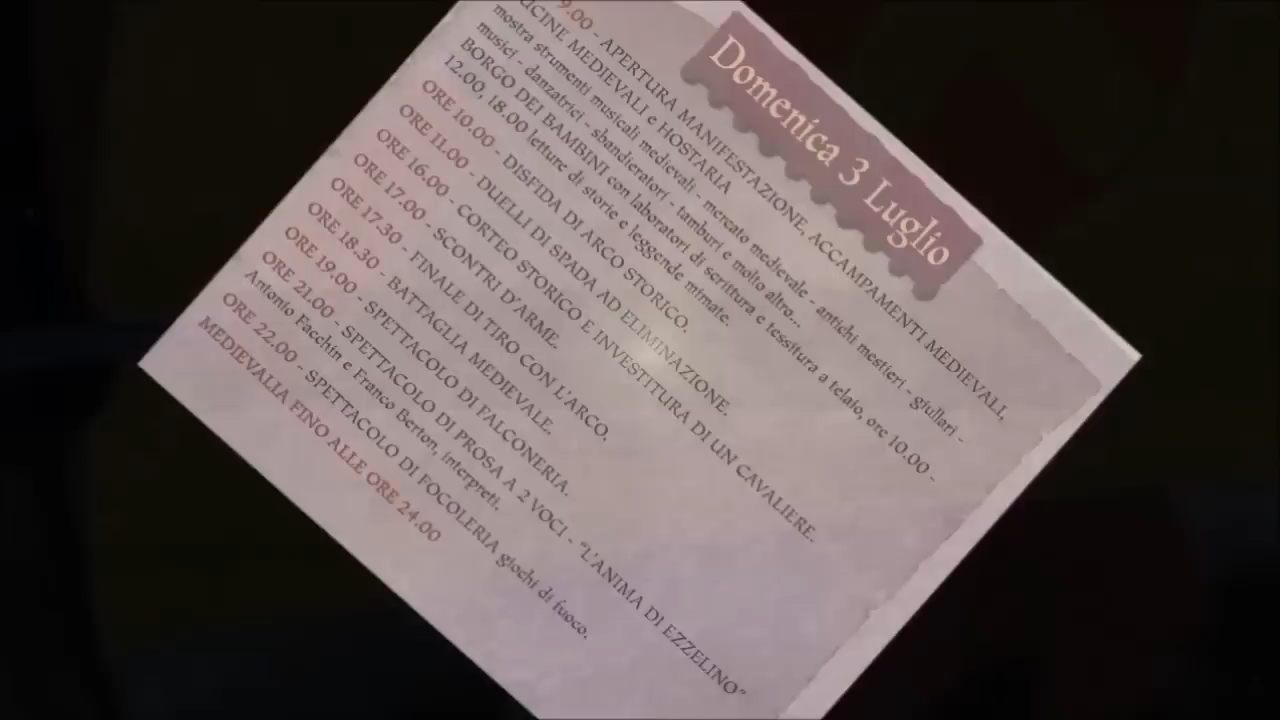 Domenica 3 Luglio
9.00 - APERTURA MANIFESTAZIONE, ACCAMPAMENTI MEDIEVALI,
CUCINE MEDIEVALI e HOSTARIA
mostra strumenti musicali medievali - mercato medievale - antichi mestieri - giullari -
musici - danzatrici - sbandieratori - tamburi e molto altro...
BORGO DEI BAMBINI con laboratori di scrittura e tessitura a telaio, ore 10.00 -
12.00, 18.00 letture di storie e leggende mimate.
ORE 10.00 - DISFIDA DI ARCO STORICO.
ORE 11.00 - DUELLI DI SPADA AD ELIMINAZIONE.
ORE 16.00 - CORTEO STORICO E INVESTITURA DI UN CAVALIERE.
ORE 17.00 - SCONTRI D'ARME.
ORE 17.30 - FINALE DI TIRO CON L'ARCO,
ORE 18.30 - BATTAGLIA MEDIEVALE.
ORE 19.00 - SPETTACOLO DI FALCONERIA.
ORE 21.00 - SPETTACOLO DI PROSA A 2 VOCI - "L'ANIMA DI EZZELINO"
Antonio Facchin e Franco Berton, interpreti.
ORE 22.00 - SPETTACOLO DI FOCOLERIA giochi di fuoco.
MEDIEVALIA FINO ALLE ORE 24.00